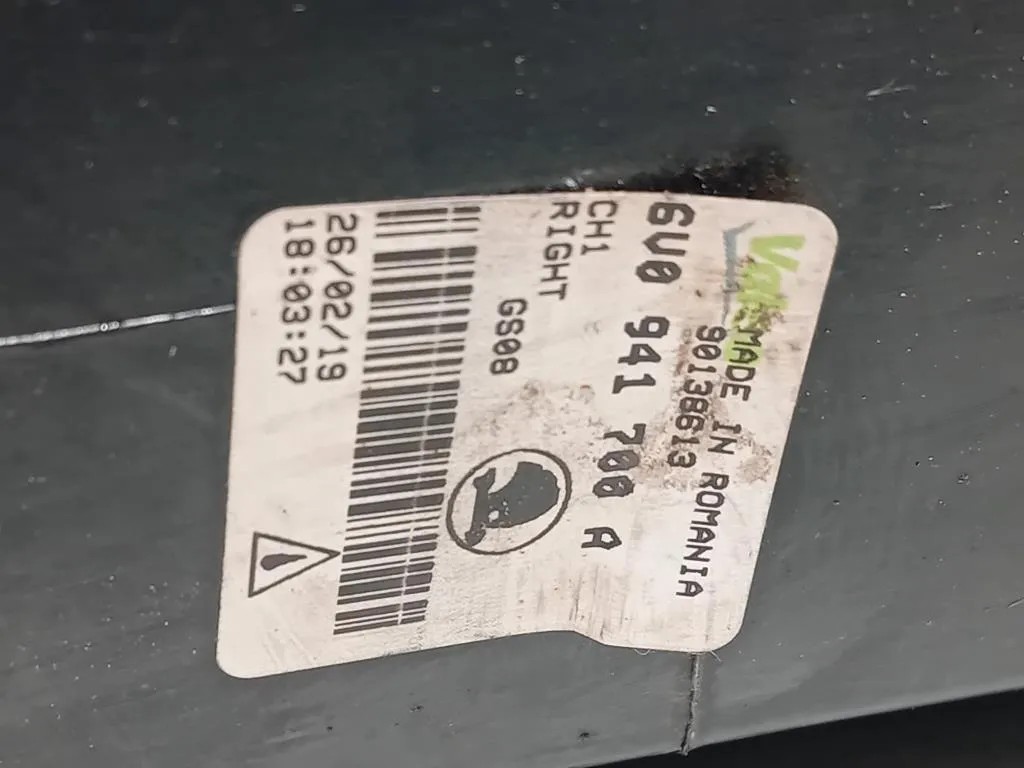 MADE IN ROMANIA
90138613
6V0 941 700 A
CH1
RIGHT
GS08
26/02/19
18:03:27